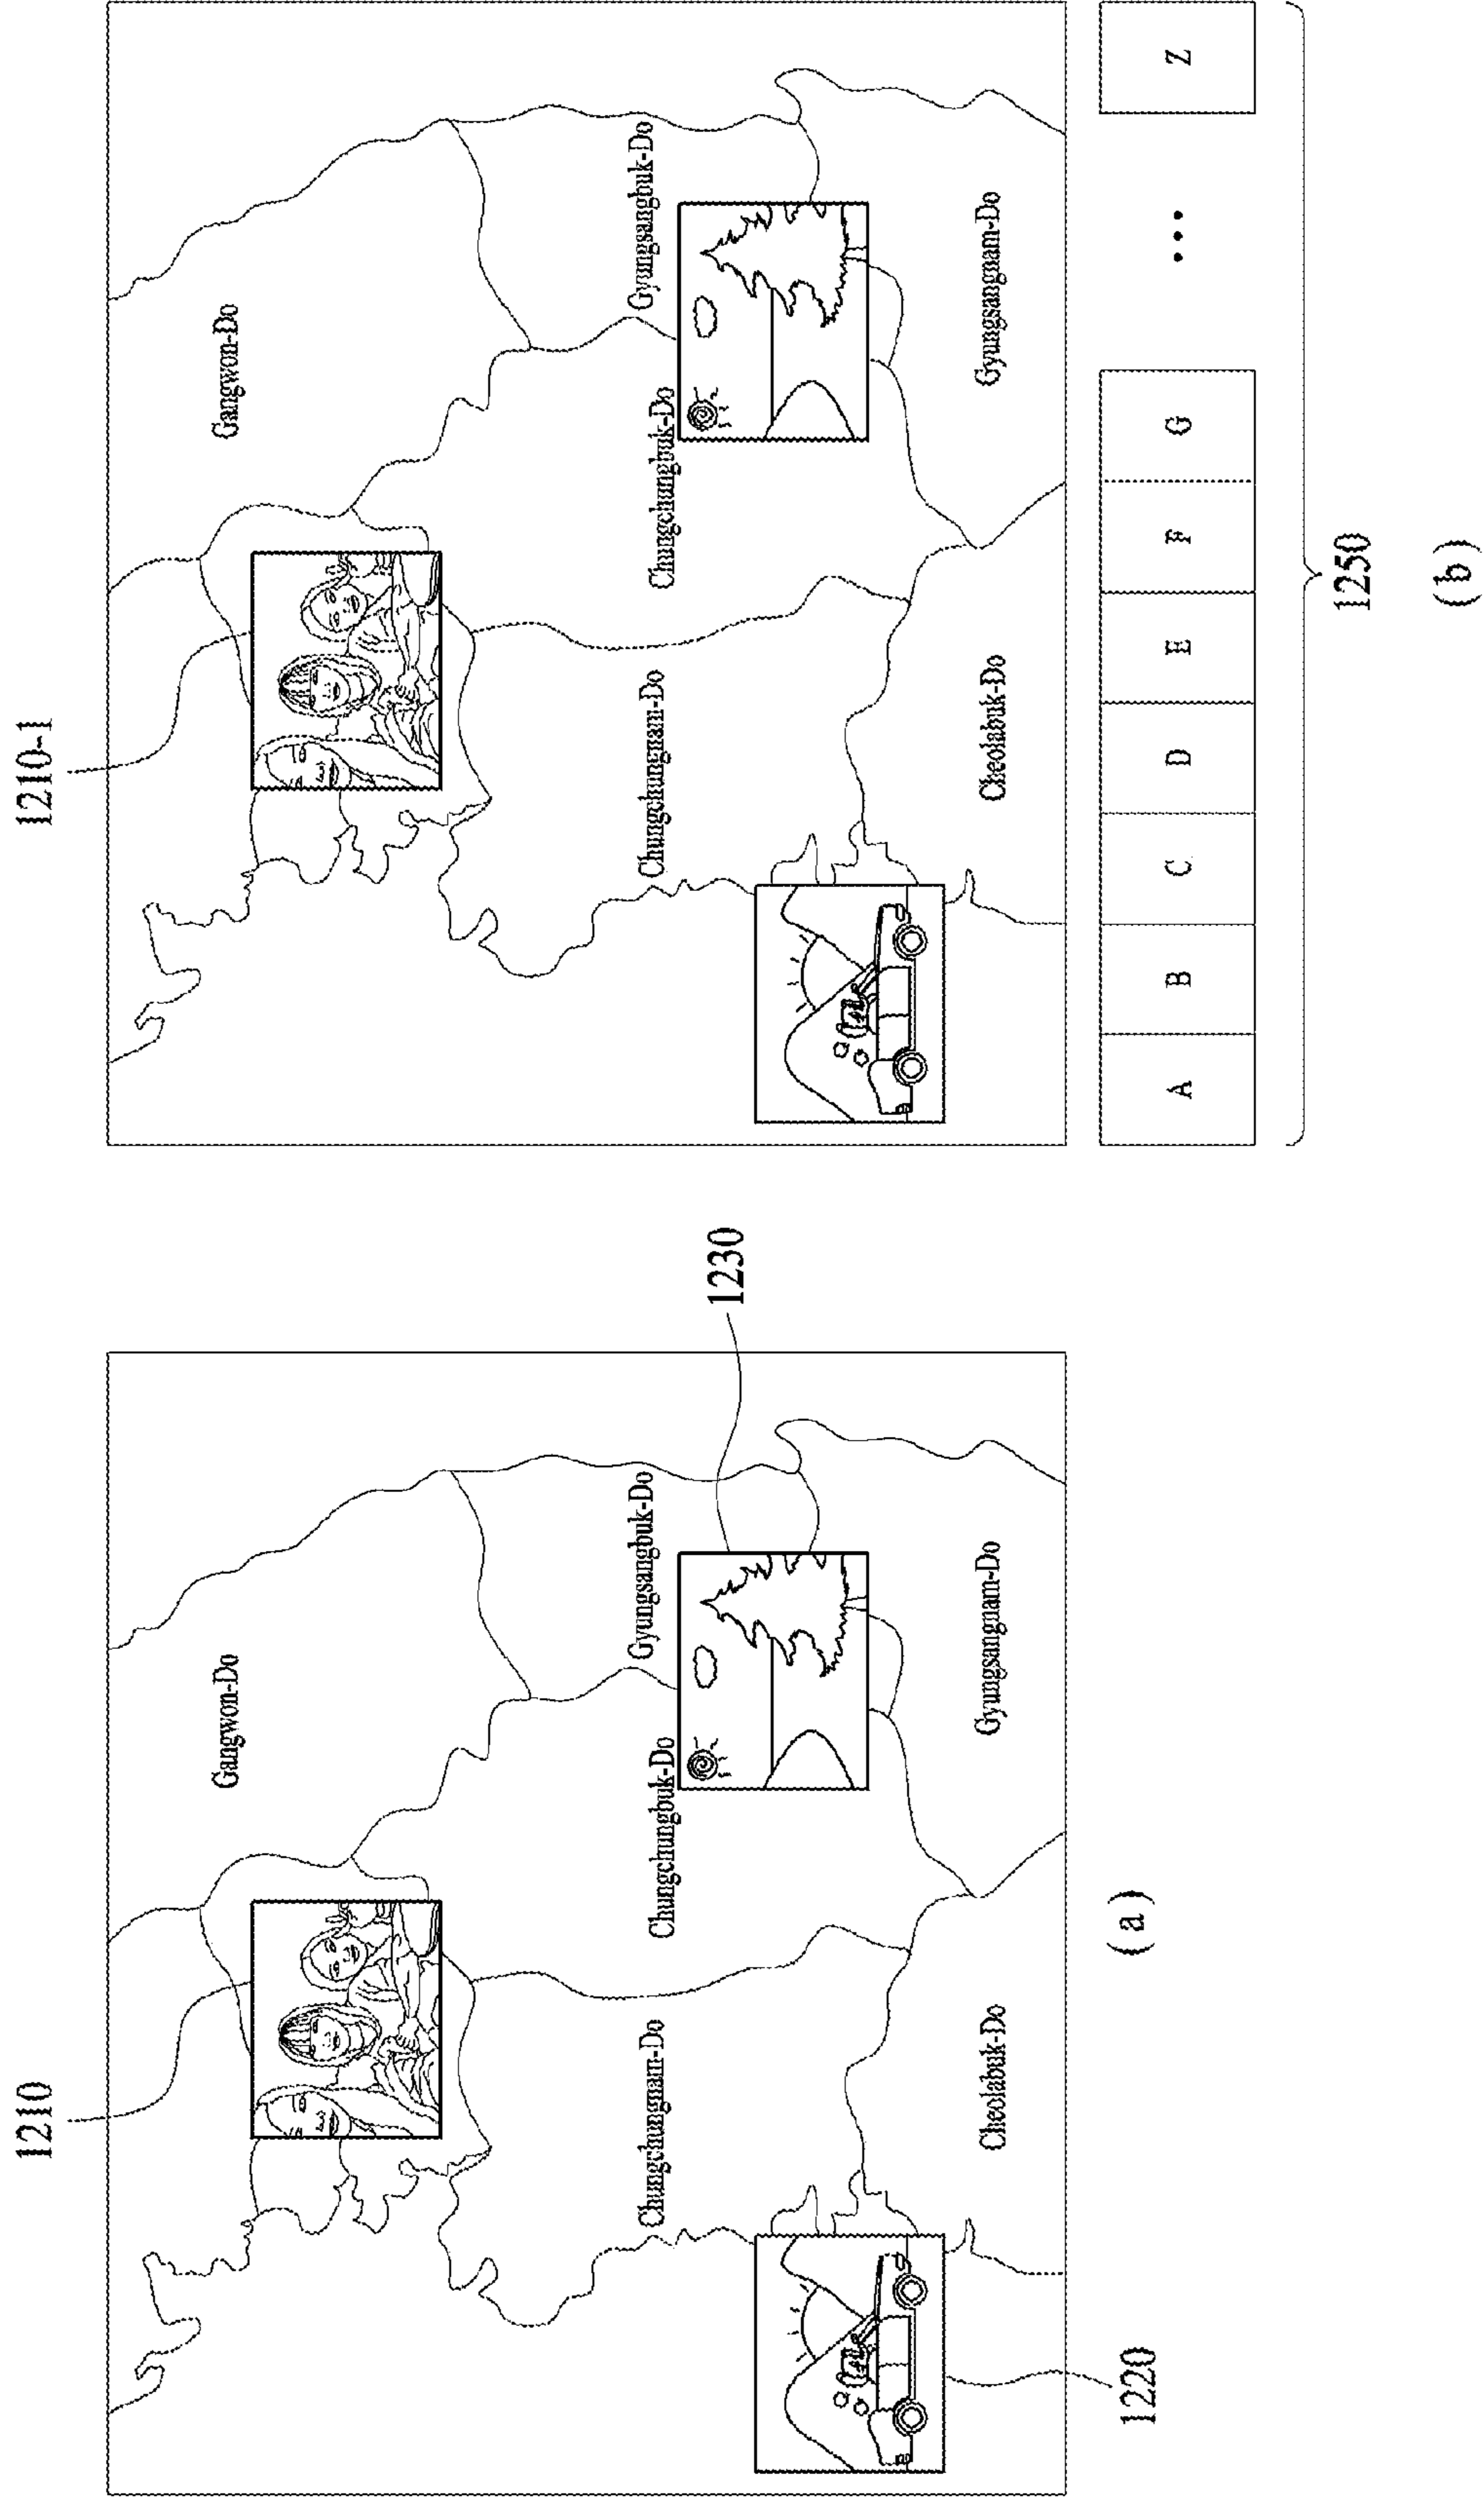 1210
Gangwon-Do
Gyungsangbuk-Do
Chungchungbuk-Do
Chungchungnam-Do
1230
Gyungsangnam-Do
Cheolabuk-Do
1220
(a)
1210-1
Gangwon-Do
Gyungsangbuk-Do
Chungchungbuk-Do
Chungchungnam-Do
Gyungsangnam-Do
Cheolabuk-Do
A B C D E F G ••• Z
1250
(b)